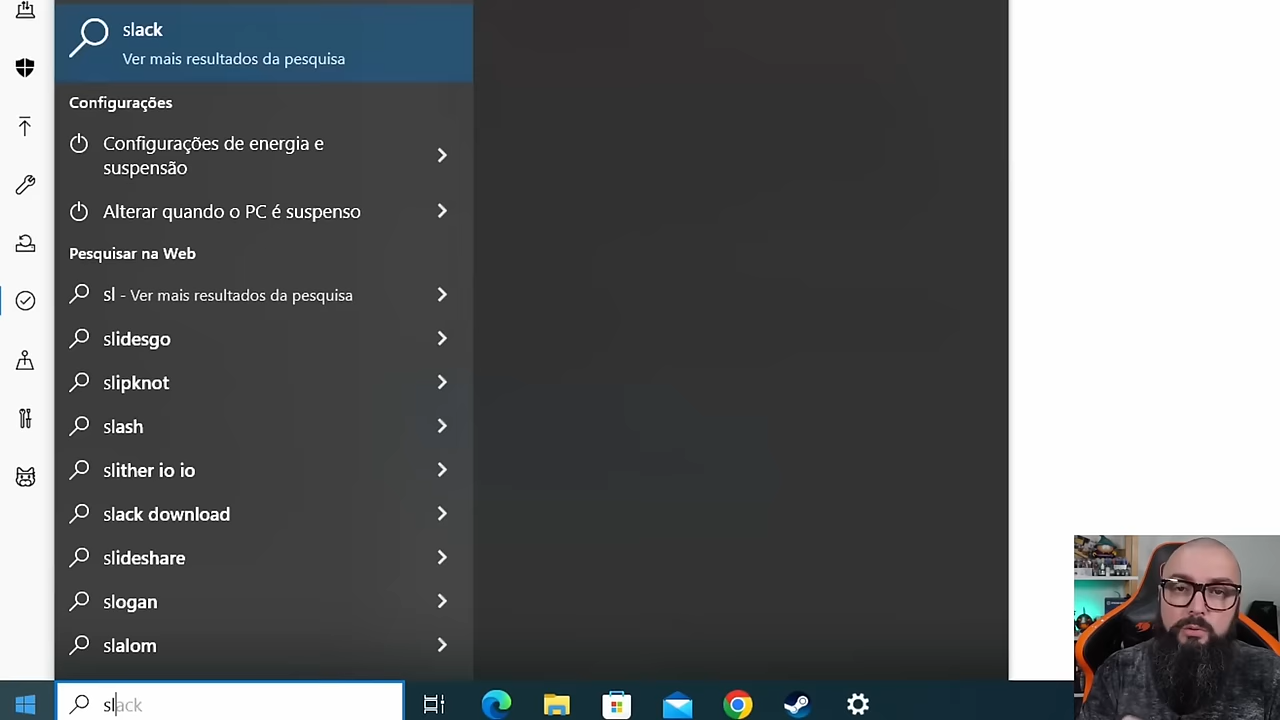 slack
Ver mais resultados da pesquisa
Configurações
Configurações de energia e
suspensão
Alterar quando o PC é suspenso
Pesquisar na Web
sl - Ver mais resultados da pesquisa
slidesgo
slipknot
slash
slither io io
slack download
slideshare
slogan
slalom
slack